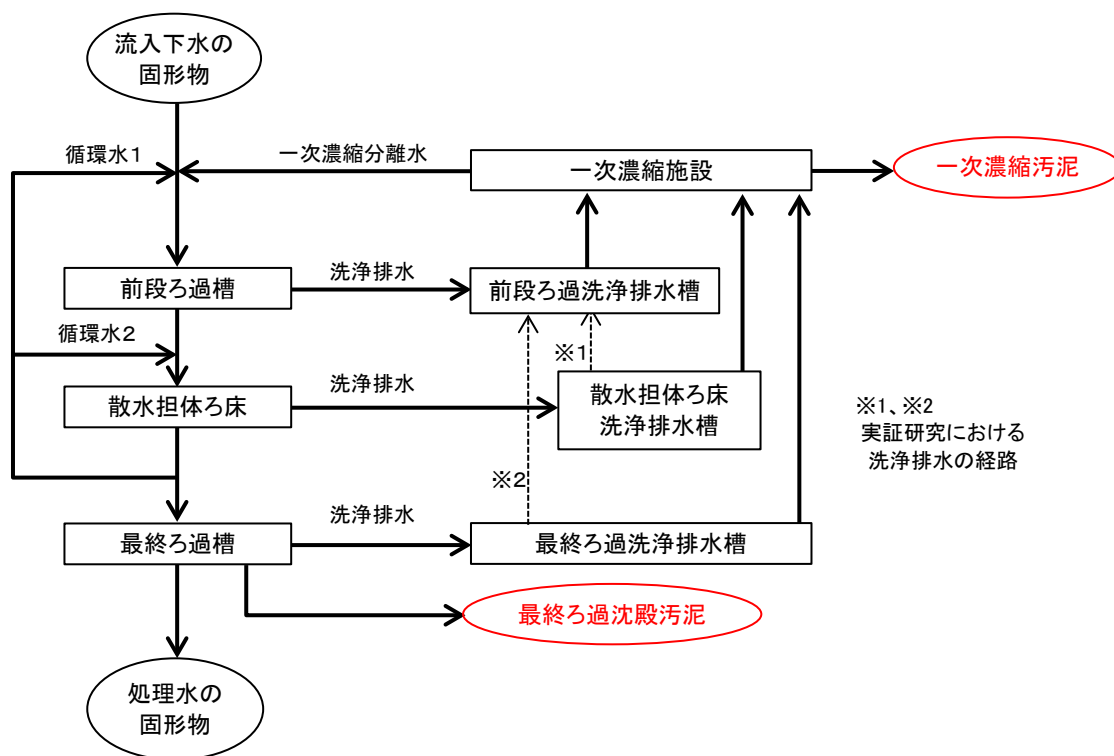 流入下水の
固形物
循環水1
一次濃縮分離水
一次濃縮施設
一次濃縮汚泥
前段ろ過槽
洗浄排水
前段ろ過洗浄排水槽
循環水2
※1
散水担体ろ床
洗浄排水
散水担体ろ床
洗浄排水槽
※1、※2
実証研究における
洗浄排水の経路
※2
最終ろ過槽
洗浄排水
最終ろ過洗浄排水槽
最終ろ過沈殿汚泥
処理水の
固形物